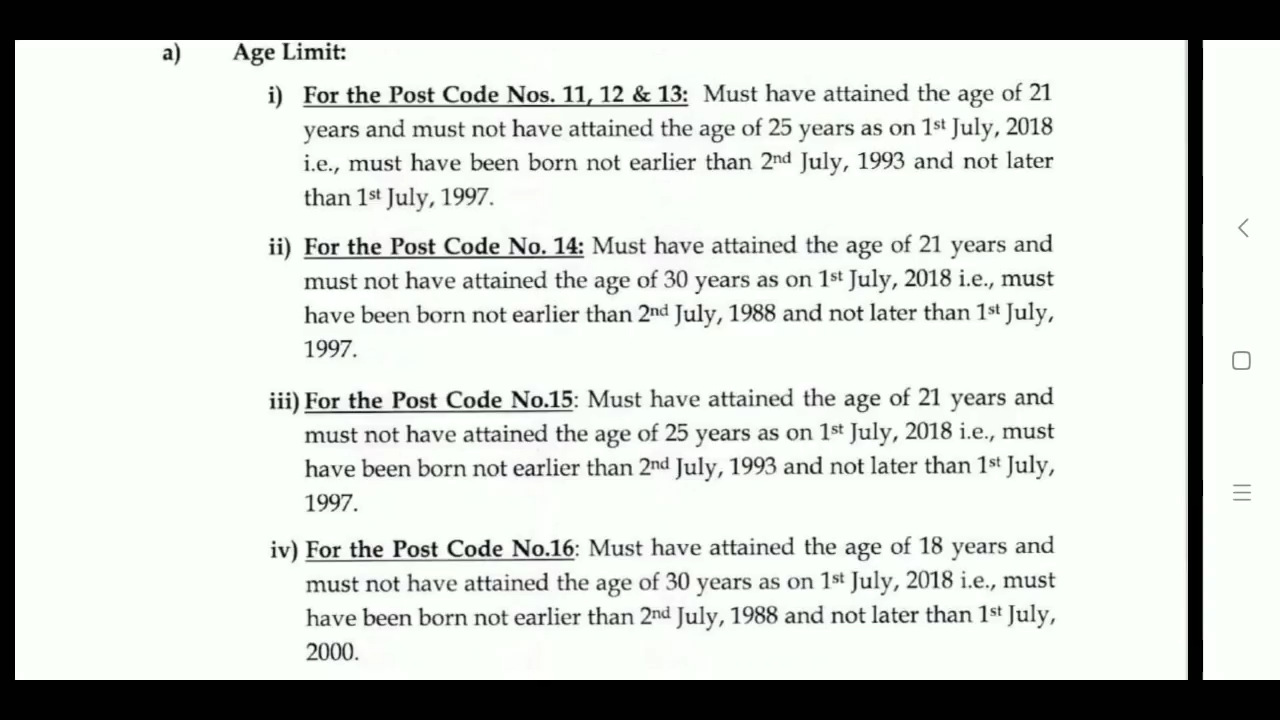 a) Age Limit:
i) For the Post Code Nos. 11, 12 & 13: Must have attained the age of 21
years and must not have attained the age of 25 years as on 1st July, 2018
i.e., must have been born not earlier than 2nd July, 1993 and not later
than 1st July, 1997.
ii) For the Post Code No. 14: Must have attained the age of 21 years and
must not have attained the age of 30 years as on 1st July, 2018 i.e., must
have been born not earlier than 2nd July, 1988 and not later than 1st July,
1997.
iii) For the Post Code No.15: Must have attained the age of 21 years and
must not have attained the age of 25 years as on 1st July, 2018 i.e., must
have been born not earlier than 2nd July, 1993 and not later than 1st July,
1997.
iv) For the Post Code No.16: Must have attained the age of 18 years and
must not have attained the age of 30 years as on 1st July, 2018 i.e., must
have been born not earlier than 2nd July, 1988 and not later than 1st July,
2000.